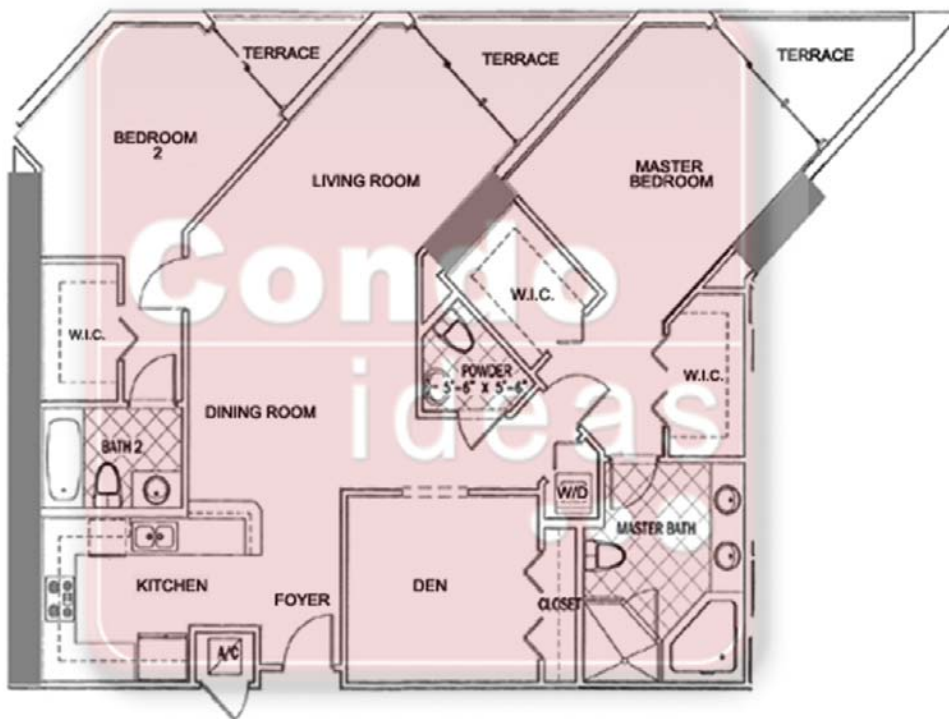 TERRACE
TERRACE
TERRACE
BEDROOM
2
LIVING ROOM
MASTER
BEDROOM
Condo
ideas
W.I.C.
W.I.C.
W.I.C.
POWDER
5'-6" X 5'-6"
DINING ROOM
BATH 2
W/D
MASTER BATH
KITCHEN
FOYER
DEN
CLOSET
A/C